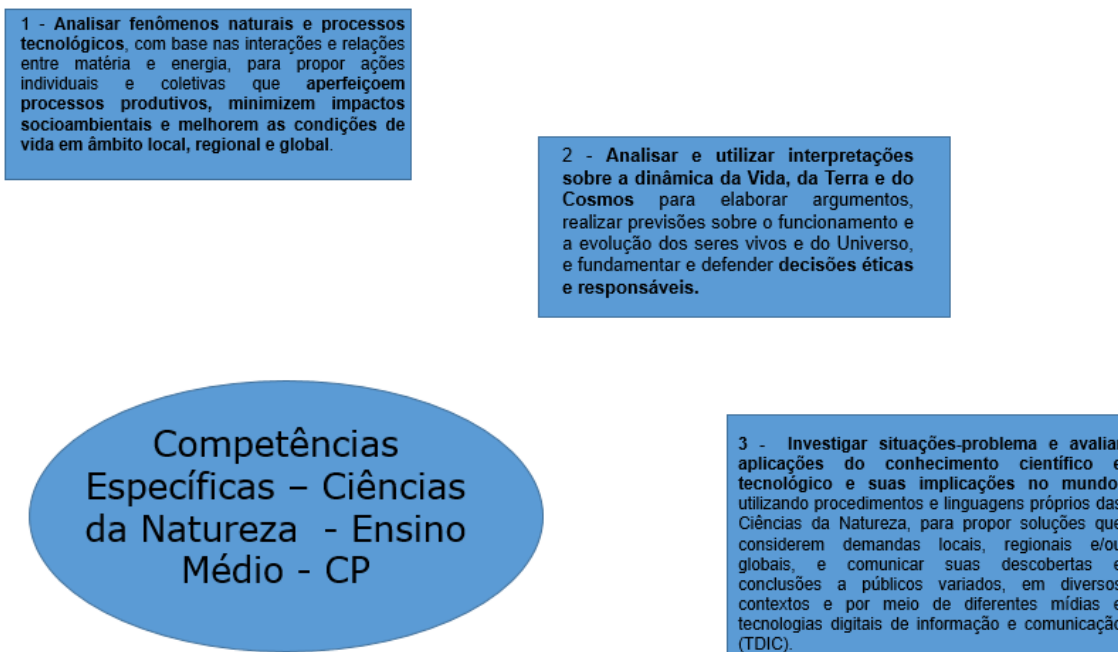 1 - Analisar fenômenos naturais e processos
tecnológicos, com base nas interações e relações
entre matéria e energia, para propor ações
individuais e coletivas que aperfeiçoem
processos produtivos, minimizem impactos
socioambientais e melhorem as condições de
vida em âmbito local, regional e global.
2 - Analisar e utilizar interpretações
sobre a dinâmica da Vida, da Terra e do
Cosmos para elaborar argumentos,
realizar previsões sobre o funcionamento e
a evolução dos seres vivos e do Universo,
e fundamentar e defender decisões éticas
e responsáveis.
Competências
Específicas – Ciências
da Natureza - Ensino
Médio - CP
3 - Investigar situações-problema e avaliar
aplicações do conhecimento científico e
tecnológico e suas implicações no mundo,
utilizando procedimentos e linguagens próprios das
Ciências da Natureza, para propor soluções que
considerem demandas locais, regionais e/ou
globais, e comunicar suas descobertas e
conclusões a públicos variados, em diversos
contextos e por meio de diferentes mídias e
tecnologias digitais de informação e comunicação
(TDIC).